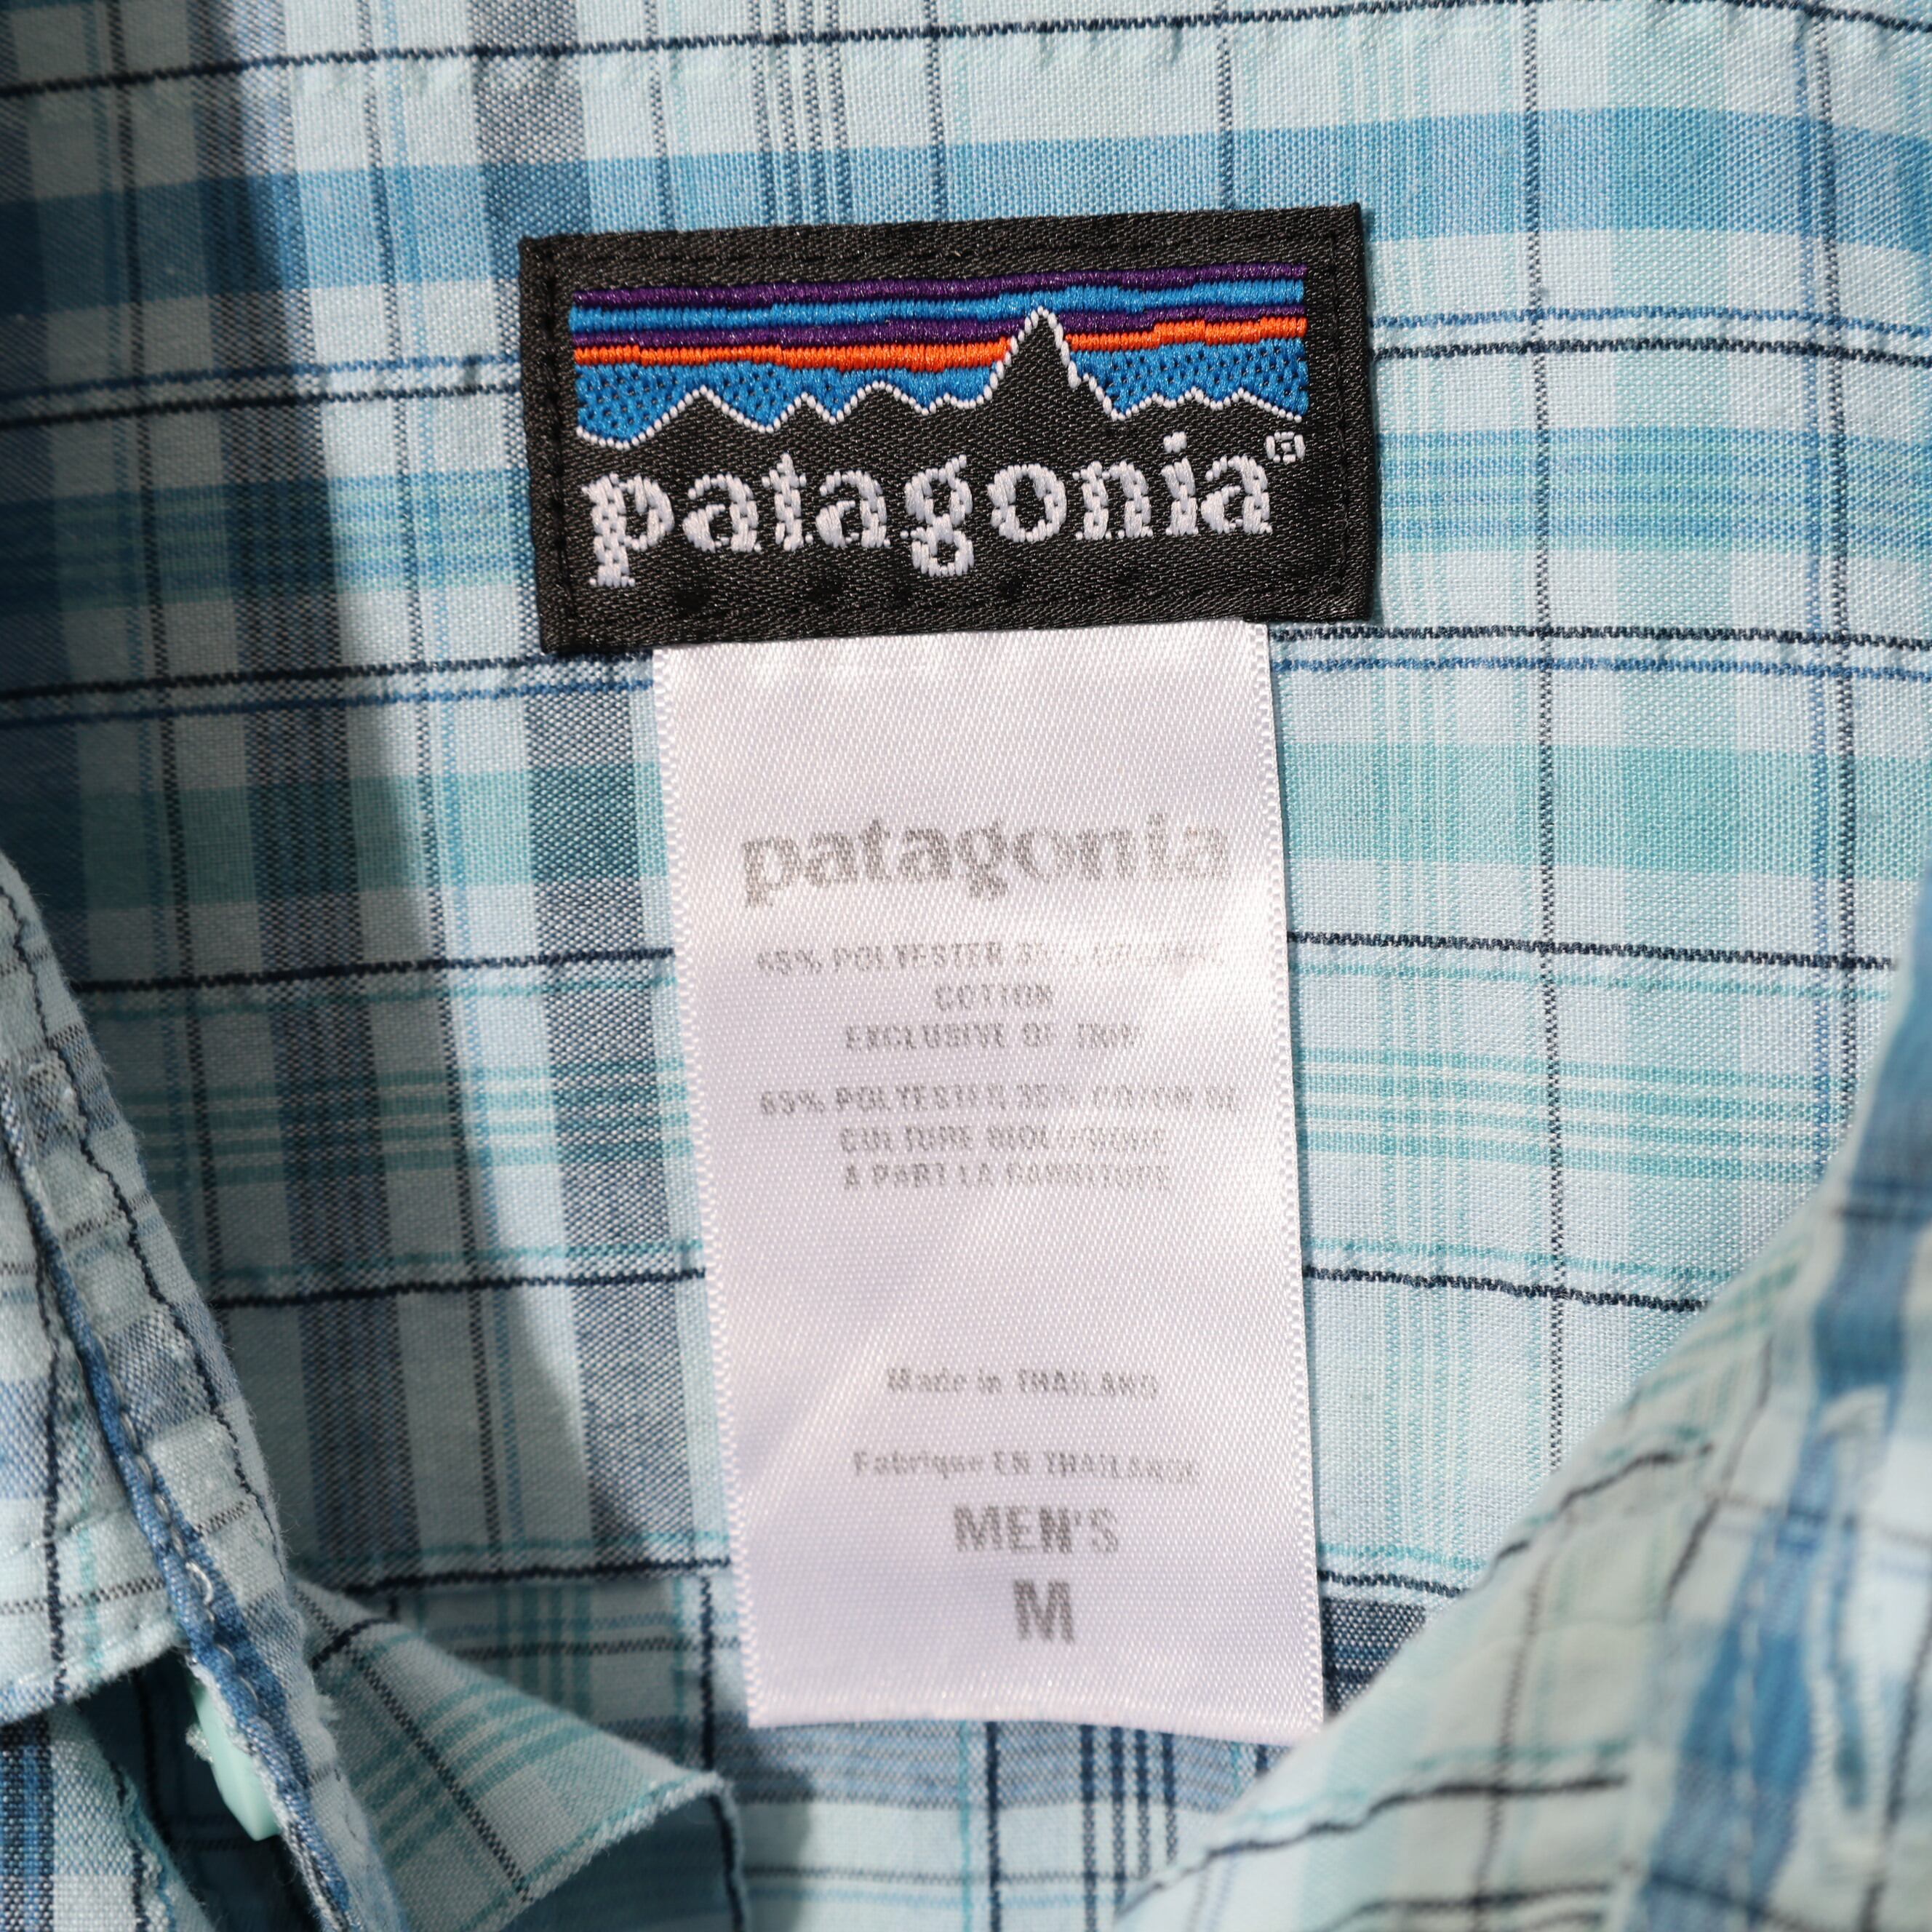 patagonia®
patagonia
65% POLYESTER 35%
COTTON
EXCLUSIVE OF TRIM
65% POLYESTER 35% COTON DE
CULTURE BIOLOGIQUE
À PART LA GARNITURE
Made in THAILAND
Fabriqué EN THAILANDE
MEN'S
M